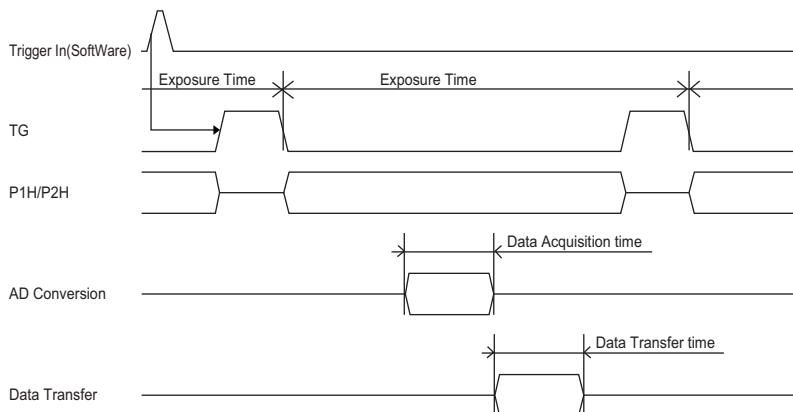 Trigger In(SoftWare)
Exposure Time
Exposure Time
TG
P1H/P2H
Data Acquisition time
AD Conversion
Data Transfer time
Data Transfer